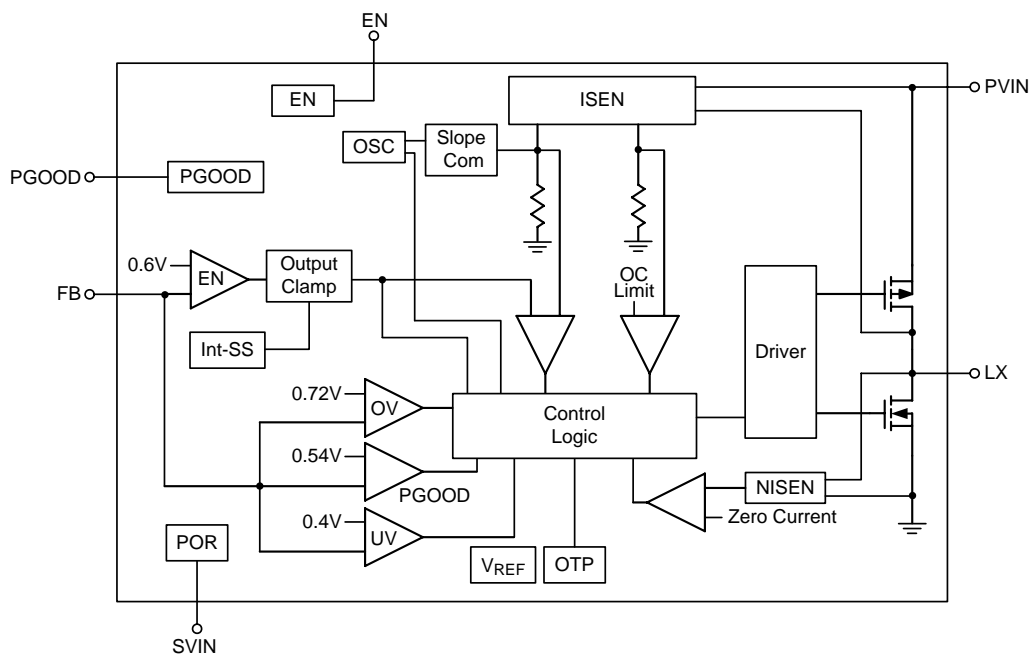 EN
EN
ISEN
PVIN
OSC
Slope
Com
PGOOD
PGOOD
0.6V
EN
Output
Clamp
FB
OC
Limit
Int-SS
Driver
0.72V
OV
LX
Control
Logic
0.54V
PGOOD
NISEN
0.4V
UV
Zero Current
POR
VREF
OTP
SVIN